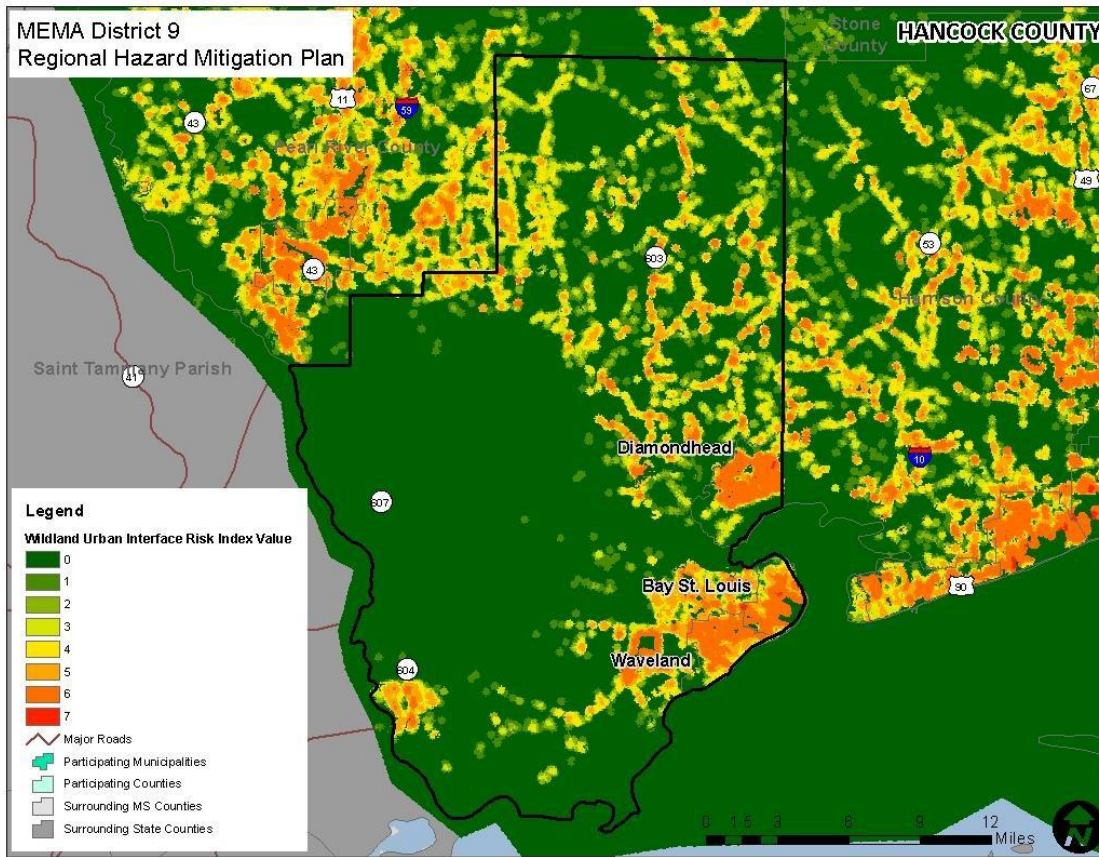 MEMA District 9
Regional Hazard Mitigation Plan
Stone
County
HANCOCK COUNTY
67
11
59
43
Pearl River County
49
53
603
43
Harrison County
Saint Tammany Parish
41
Diamondhead
10
607
Bay St. Louis
90
Waveland
604
Legend
Wildland Urban Interface Risk Index Value
0
1
2
3
4
5
6
7
Major Roads
Participating Municipalities
Participating Counties
Surrounding MS Counties
Surrounding State Counties
0 1.5 3 6 9 12
Miles
N